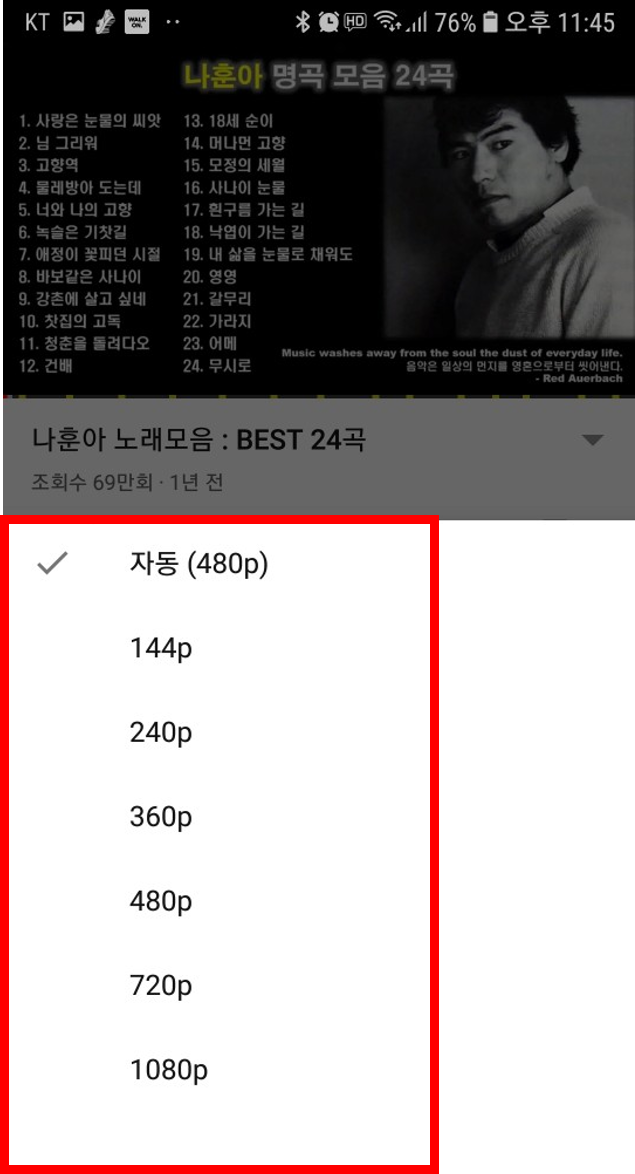 KT WALK ON. HD 76% 오후 11:45
나훈아 명곡 모음 24곡
1. 사랑은 눈물의 씨앗
2. 님 그리워
3. 고향역
4. 물레방아 도는데
5. 너와 나의 고향
6. 녹슬은 기찻길
7. 애정이 꽃피던 시절
8. 바보같은 사나이
9. 강촌에 살고 싶네
10. 찻집의 고독
11. 청춘을 돌려다오
12. 건배
13. 18세 순이
14. 머나먼 고향
15. 모정의 세월
16. 사나이 눈물
17. 흰구름 가는 길
18. 낙엽이 가는 길
19. 내 삶을 눈물로 채워도
20. 영영
21. 갈무리
22. 가라지
23. 어메
24. 무시로
Music washes away from the soul the dust of everyday life.
음악은 일상의 먼지를 영혼으로부터 씻어낸다.
- Red Auerbach
나훈아 노래모음 : BEST 24곡
조회수 69만회 · 1년 전
자동 (480p)
144p
240p
360p
480p
720p
1080p